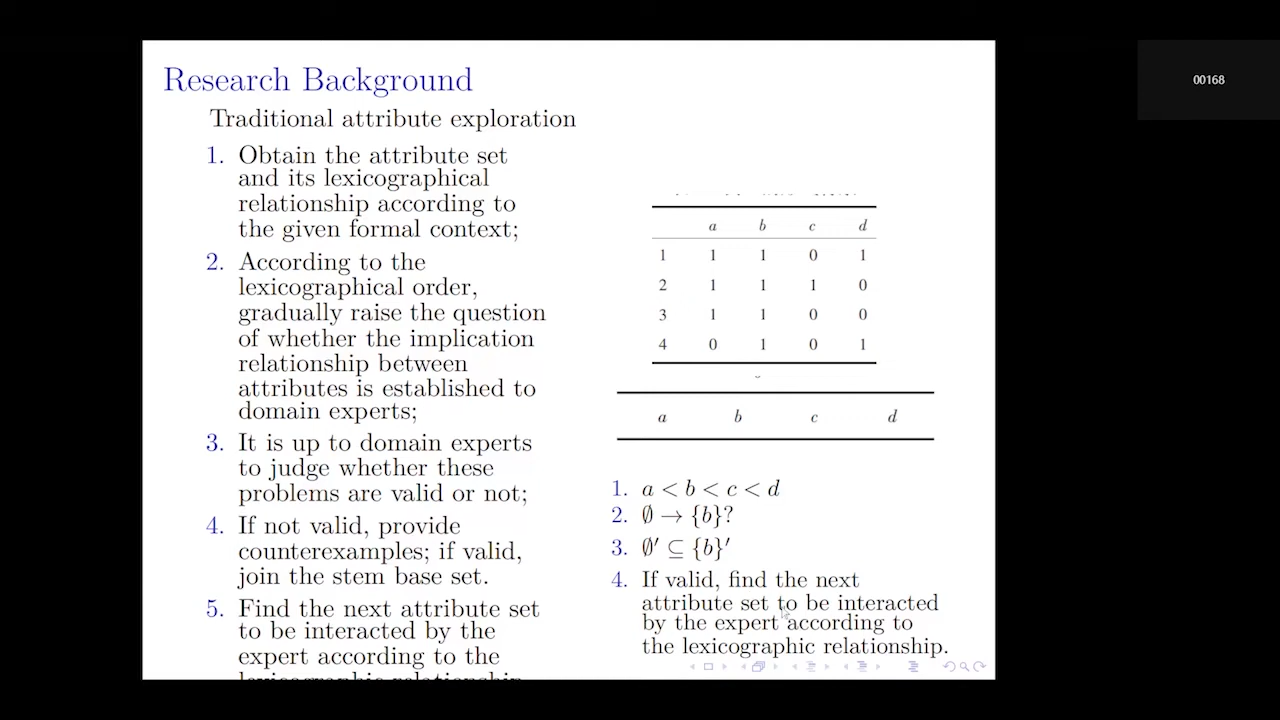 Research Background
Traditional attribute exploration
1. Obtain the attribute set
and its lexicographical
relationship according to
the given formal context;
2. According to the
lexicographical order,
gradually raise the question
of whether the implication
relationship between
attributes is established to
domain experts;
3. It is up to domain experts
to judge whether these
problems are valid or not;
4. If not valid, provide
counterexamples; if valid,
join the stem base set.
5. Find the next attribute set
to be interacted by the
expert according to the
a b c d
1 1 1 0 1
2 1 1 1 0
3 1 1 0 0
4 0 1 0 1
a b c d
1. a < b < c < d
2. ∅ → {b}?
3. ∅′ ⊆ {b}′
4. If valid, find the next
attribute set to be interacted
by the expert according to
the lexicographic relationship.
00168